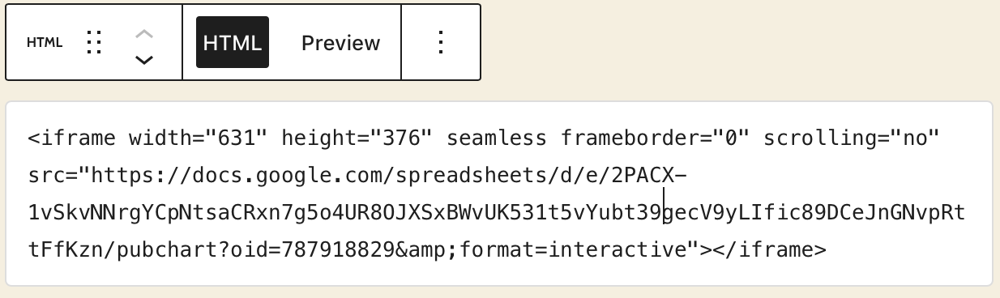 HTML HTML Preview
<iframe width="631" height="376" seamless frameborder="0" scrolling="no"
src="https://docs.google.com/spreadsheets/d/e/2PACX-
1vSkvNNrgYCpNtsaCRxn7g5o4UR8OJXSxBWvUK531t5vYubt39gecV9yLIfic89DCeJnGNvpRt
tFfKzn/pubchart?oid=787918829&amp;format=interactive"></iframe>